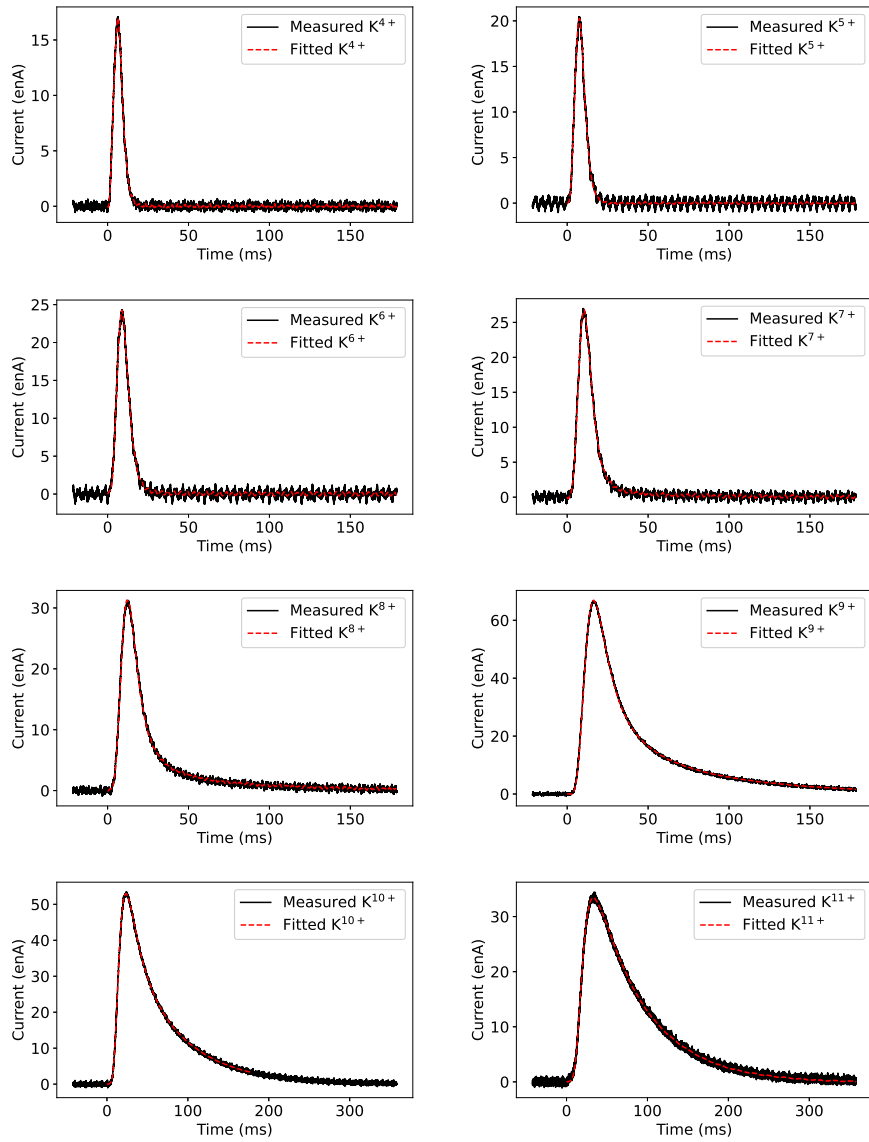 Measured K⁴⁺
Fitted K⁴⁺
Current (enA)
15
10
5
0
0 50 100 150
Time (ms)
Measured K⁵⁺
Fitted K⁵⁺
Current (enA)
20
15
10
5
0
0 50 100 150
Time (ms)
Measured K⁶⁺
Fitted K⁶⁺
Current (enA)
25
20
15
10
5
0
0 50 100 150
Time (ms)
Measured K⁷⁺
Fitted K⁷⁺
Current (enA)
25
20
15
10
5
0
0 50 100 150
Time (ms)
Measured K⁸⁺
Fitted K⁸⁺
Current (enA)
30
20
10
0
0 50 100 150
Time (ms)
Measured K⁹⁺
Fitted K⁹⁺
Current (enA)
60
40
20
0
0 50 100 150
Time (ms)
Measured K¹⁰⁺
Fitted K¹⁰⁺
Current (enA)
50
40
30
20
10
0
0 100 200 300
Time (ms)
Measured K¹¹⁺
Fitted K¹¹⁺
Current (enA)
30
20
10
0
0 100 200 300
Time (ms)